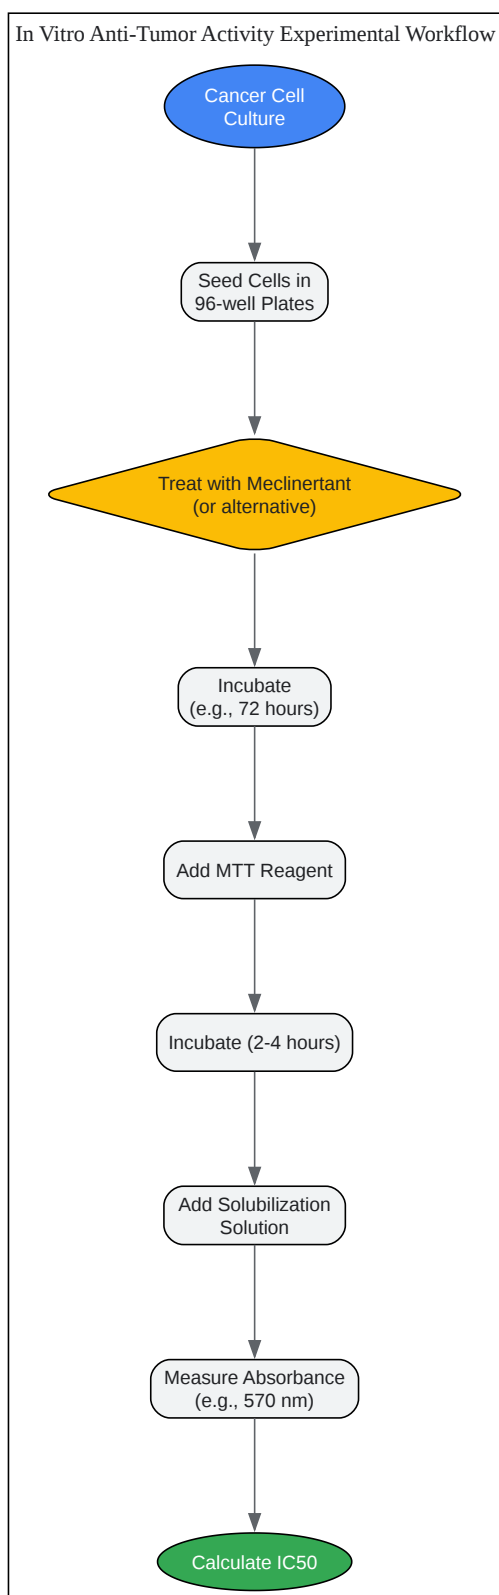 In Vitro Anti-Tumor Activity Experimental Workflow
Cancer Cell
Culture
Seed Cells in
96-well Plates
Treat with Meclinertant
(or alternative)
Incubate
(e.g., 72 hours)
Add MTT Reagent
Incubate (2-4 hours)
Add Solubilization
Solution
Measure Absorbance
(e.g., 570 nm)
Calculate IC50